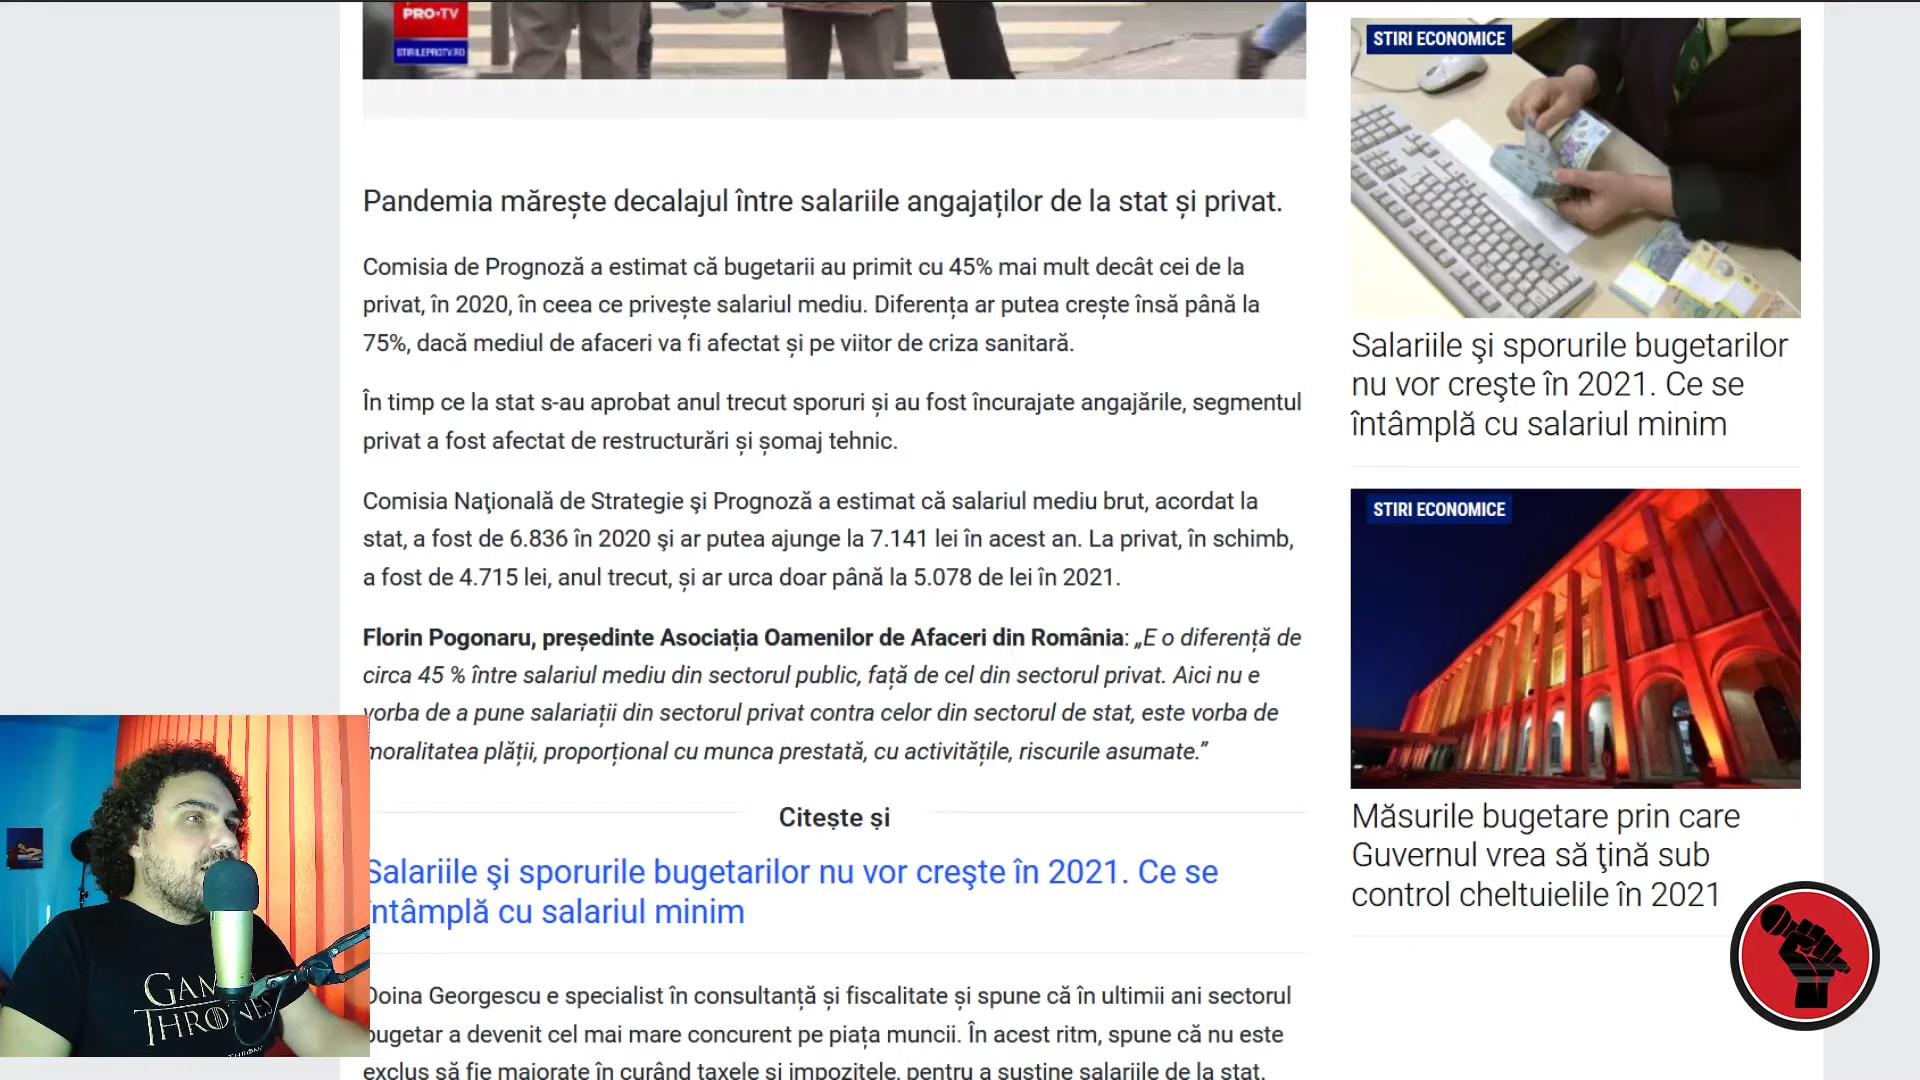 PRO•TV
STIRILEPROTV.RO
Pandemia mărește decalajul între salariile angajaților de la stat și privat.
Comisia de Prognoză a estimat că bugetarii au primit cu 45% mai mult decât cei de la
privat, în 2020, în ceea ce privește salariul mediu. Diferența ar putea crește însă până la
75%, dacă mediul de afaceri va fi afectat și pe viitor de criza sanitară.
În timp ce la stat s-au aprobat anul trecut sporuri și au fost încurajate angajările, segmentul
privat a fost afectat de restructurări și șomaj tehnic.
Comisia Naţională de Strategie şi Prognoză a estimat că salariul mediu brut, acordat la
stat, a fost de 6.836 în 2020 şi ar putea ajunge la 7.141 lei în acest an. La privat, în schimb,
a fost de 4.715 lei, anul trecut, și ar urca doar până la 5.078 de lei în 2021.
Florin Pogonaru, președinte Asociația Oamenilor de Afaceri din România: „E o diferență de
circa 45 % între salariul mediu din sectorul public, față de cel din sectorul privat. Aici nu e
vorba de a pune salariații din sectorul privat contra celor din sectorul de stat, este vorba de
moralitatea plății, proporțional cu munca prestată, cu activitățile, riscurile asumate.”
Citește și
Salariile şi sporurile bugetarilor nu vor creşte în 2021. Ce se
întâmplă cu salariul minim
Doina Georgescu e specialist în consultanță și fiscalitate și spune că în ultimii ani sectorul
bugetar a devenit cel mai mare concurent pe piața muncii. În acest ritm, spune că nu este
exclus să fie majorate în curând taxele și impozitele, pentru a susține salariile de la stat.
STIRI ECONOMICE
Salariile şi sporurile bugetarilor
nu vor creşte în 2021. Ce se
întâmplă cu salariul minim
STIRI ECONOMICE
Măsurile bugetare prin care
Guvernul vrea să ţină sub
control cheltuielile în 2021